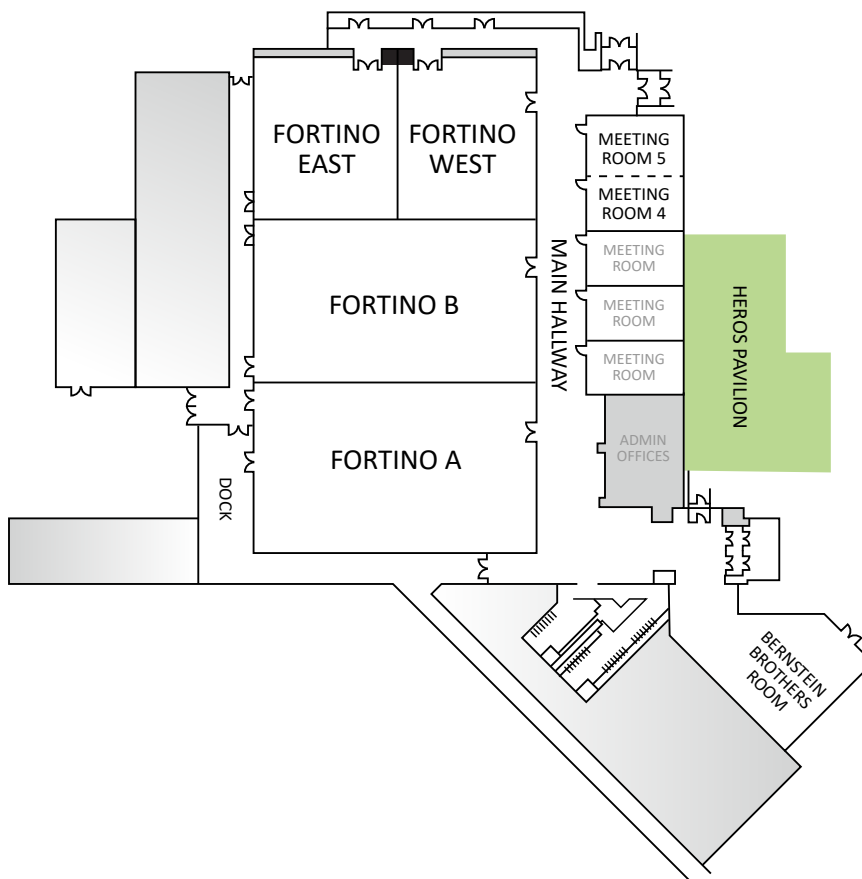 FORTINO
EAST
FORTINO
WEST
MEETING
ROOM 5
MEETING
ROOM 4
MEETING
ROOM
MEETING
ROOM
MEETING
ROOM
MAIN HALLWAY
HEROS PAVILION
FORTINO B
FORTINO A
ADMIN
OFFICES
DOCK
BERNSTEIN
BROTHERS
ROOM